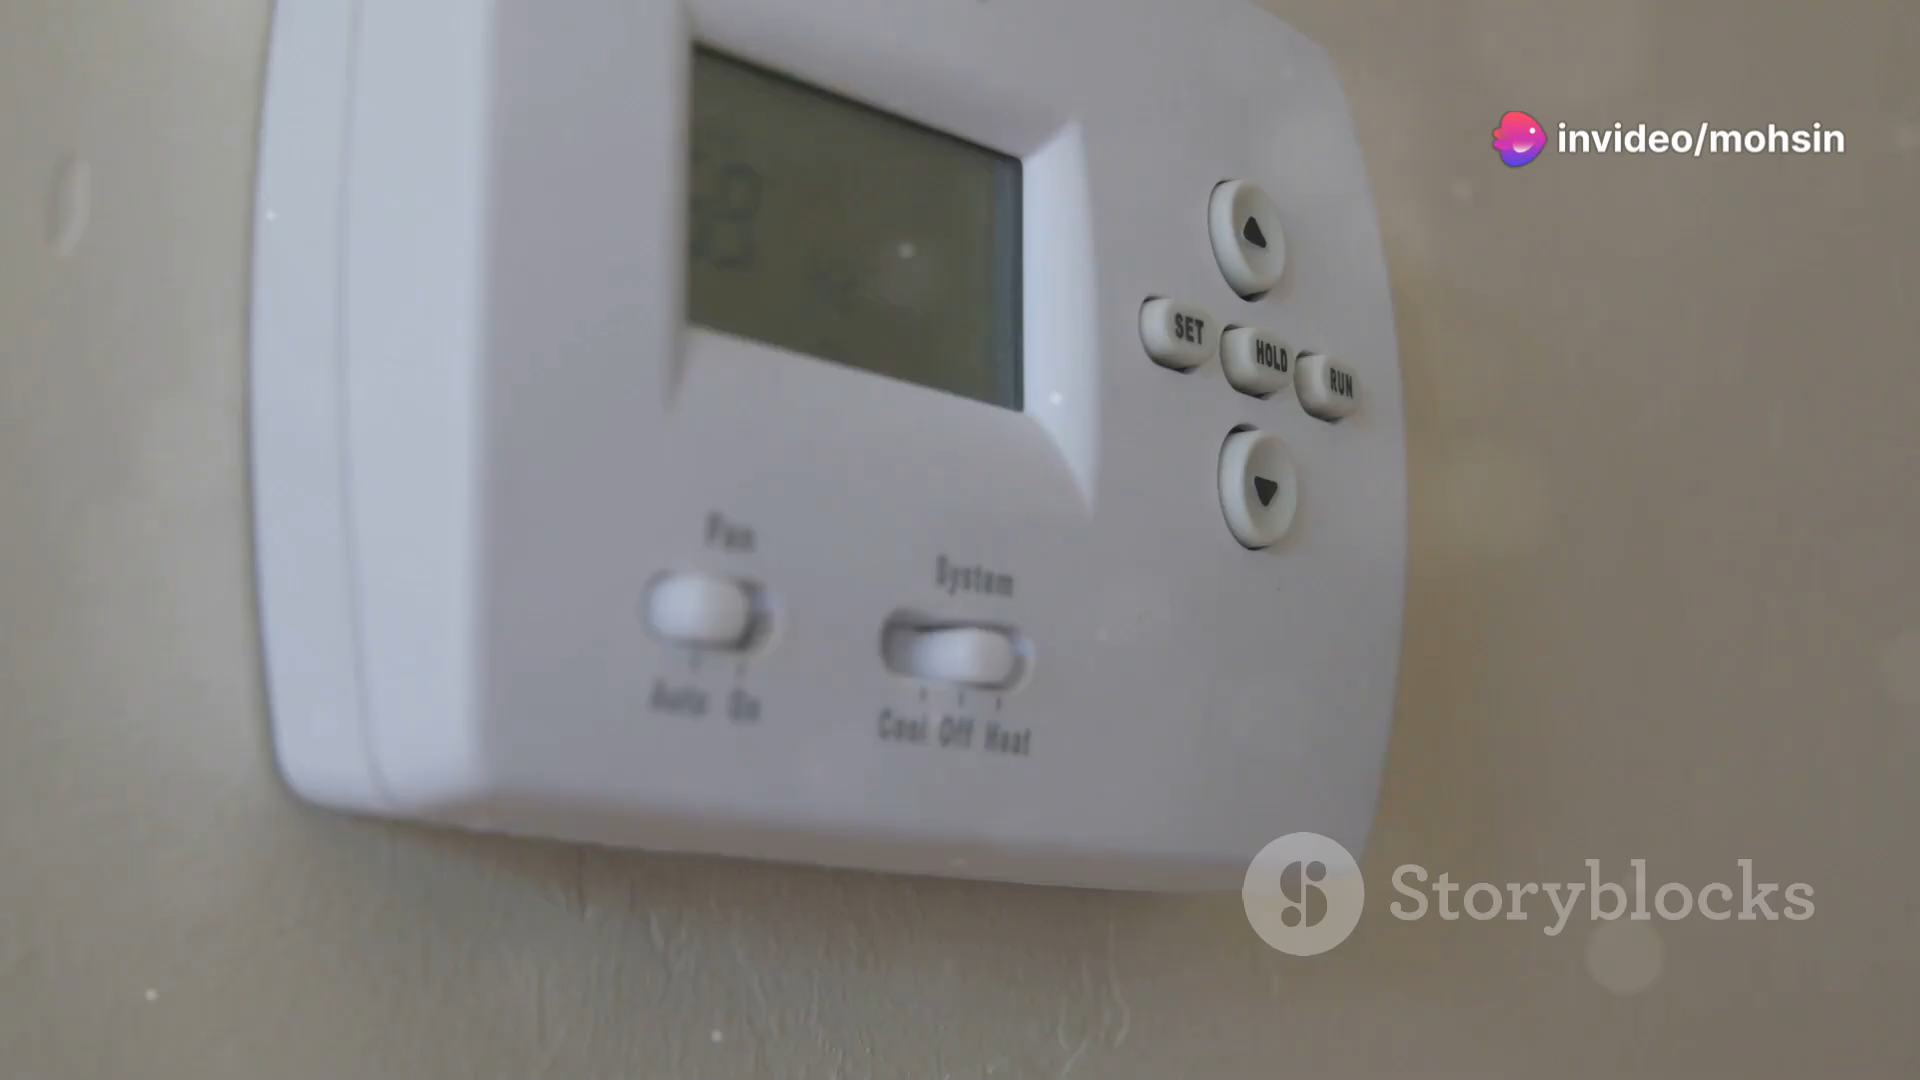 invideo/mohsin
SET
HOLD
RUN
Fan
System
Auto On
Cool Off Heat
Storyblocks